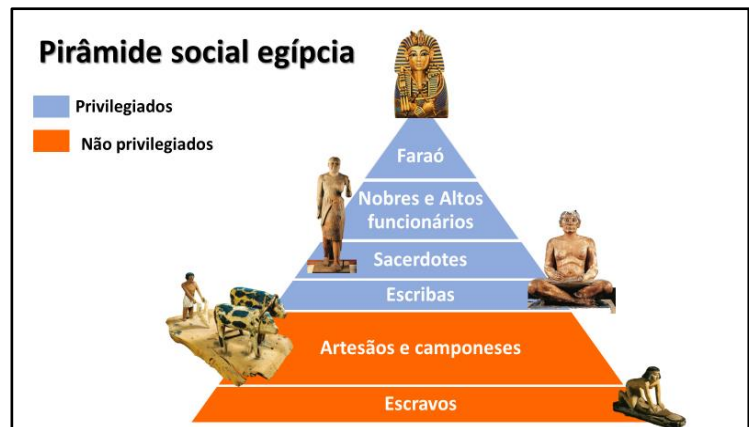 Pirâmide social egípcia
Privilegiados
Não privilegiados
Faraó
Nobres e Altos
funcionários
Sacerdotes
Escribas
Artesãos e camponeses
Escravos